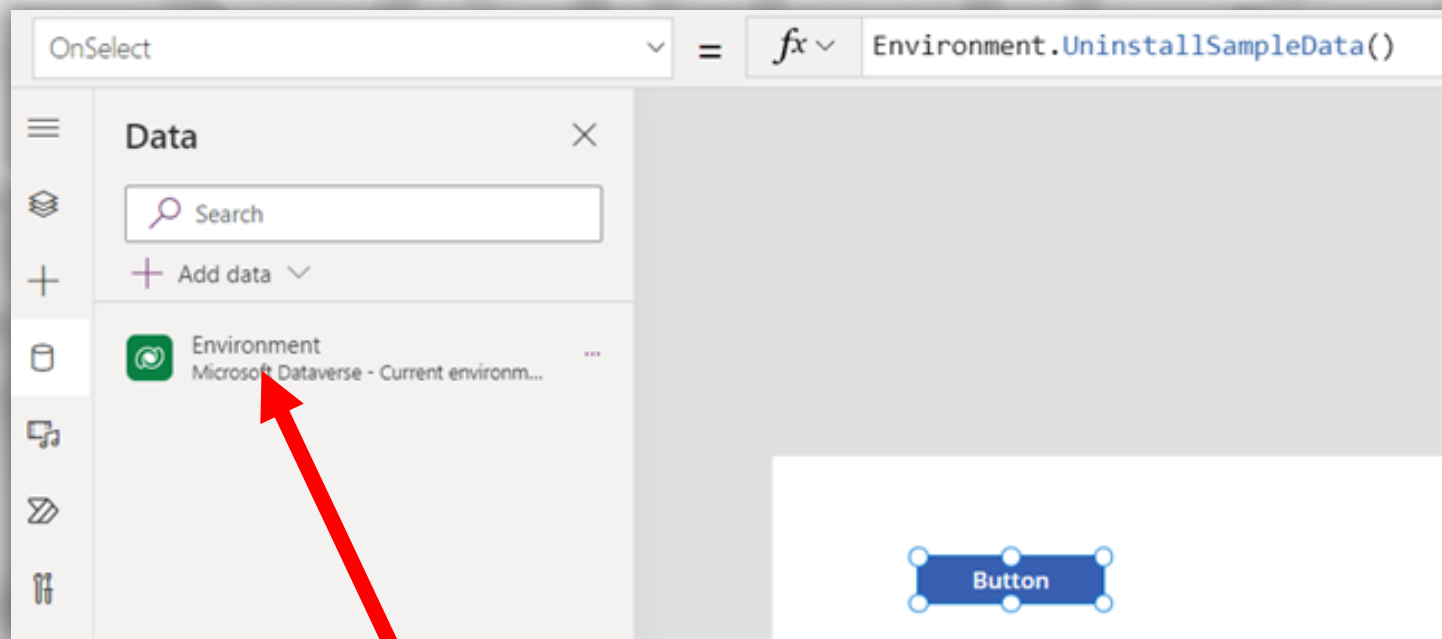 OnSelect
=
fx
Environment.UninstallSampleData()
Data
Search
Add data
Environment
Microsoft Dataverse - Current environm...
Button